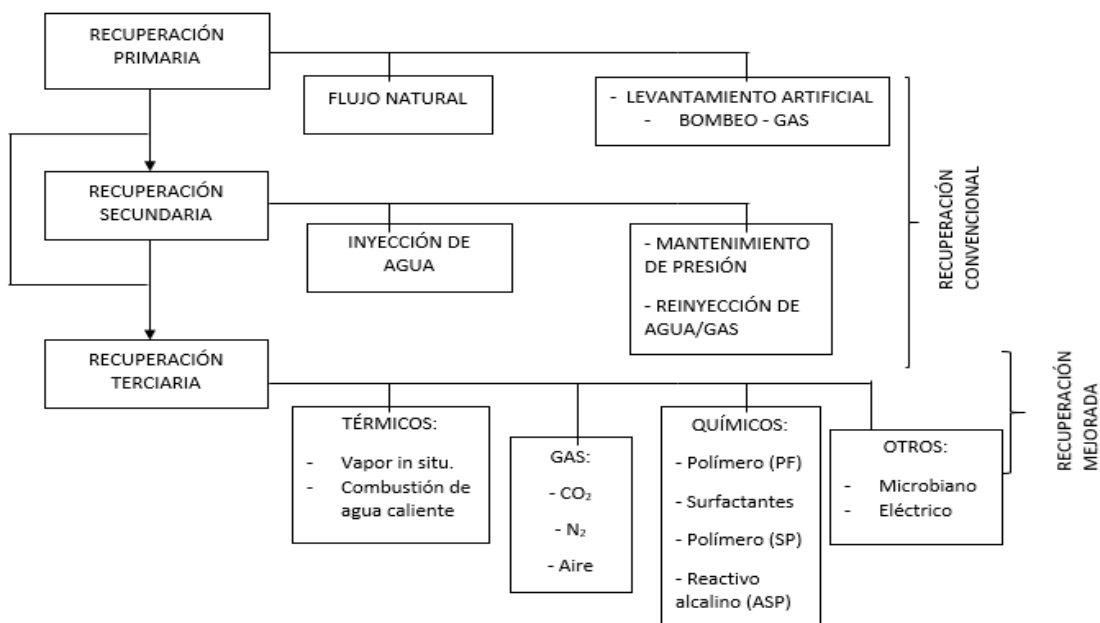 RECUPERACIÓN
PRIMARIA
FLUJO NATURAL
- LEVANTAMIENTO ARTIFICIAL
- BOMBEO - GAS
RECUPERACIÓN
CONVENCIONAL
RECUPERACIÓN
SECUNDARIA
INYECCIÓN DE
AGUA
- MANTENIMIENTO
DE PRESIÓN
- REINYECCIÓN DE
AGUA/GAS
RECUPERACIÓN
TERCIARIA
RECUPERACIÓN
MEJORADA
TÉRMICOS:
- Vapor in situ.
- Combustión de
agua caliente
GAS:
- CO₂
- N₂
- Aire
QUÍMICOS:
- Polímero (PF)
- Surfactantes
- Polímero (SP)
- Reactivo
alcalino (ASP)
OTROS:
- Microbiano
- Eléctrico